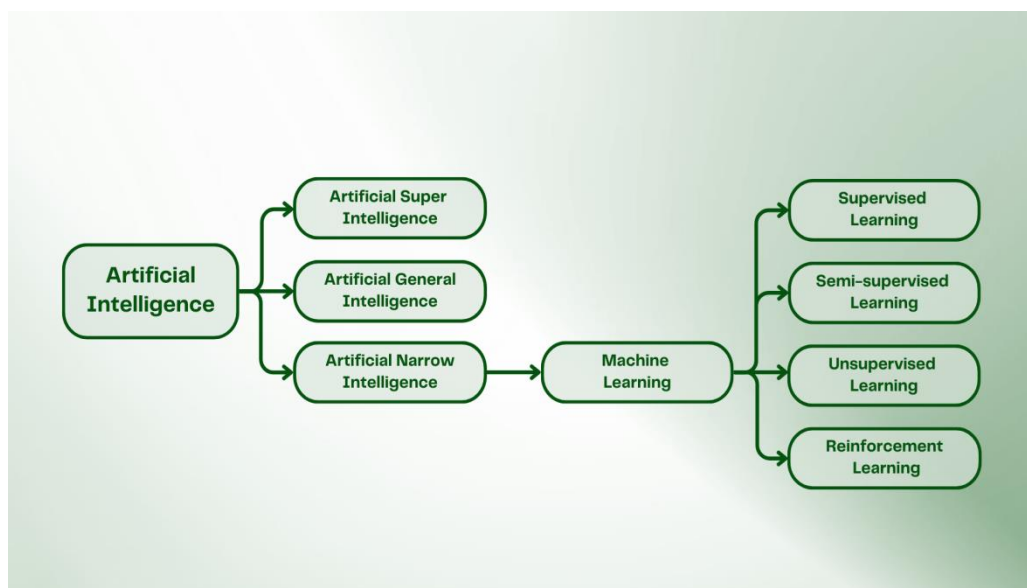 Artificial
Intelligence
Artificial Super
Intelligence
Artificial General
Intelligence
Artificial Narrow
Intelligence
Machine
Learning
Supervised
Learning
Semi-supervised
Learning
Unsupervised
Learning
Reinforcement
Learning